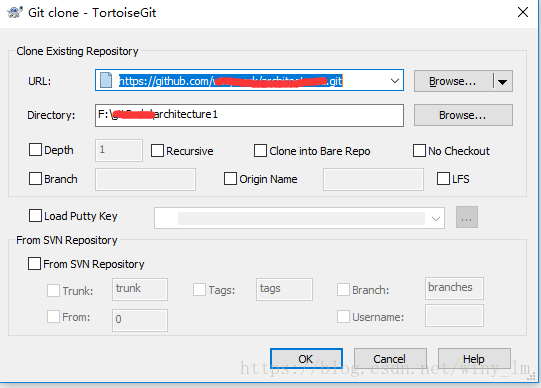 Git clone - TortoiseGit
Clone Existing Repository
URL: https://github.com/ .git Browse...
Directory: F:\ architecture1 Browse...
Depth 1 Recursive Clone into Bare Repo No Checkout
Branch Origin Name LFS
Load Putty Key ...
From SVN Repository
From SVN Repository
Trunk: trunk Tags: tags Branch: branches
From: 0 Username:
OK Cancel Help
https://blog.csdn.net/winy_lm